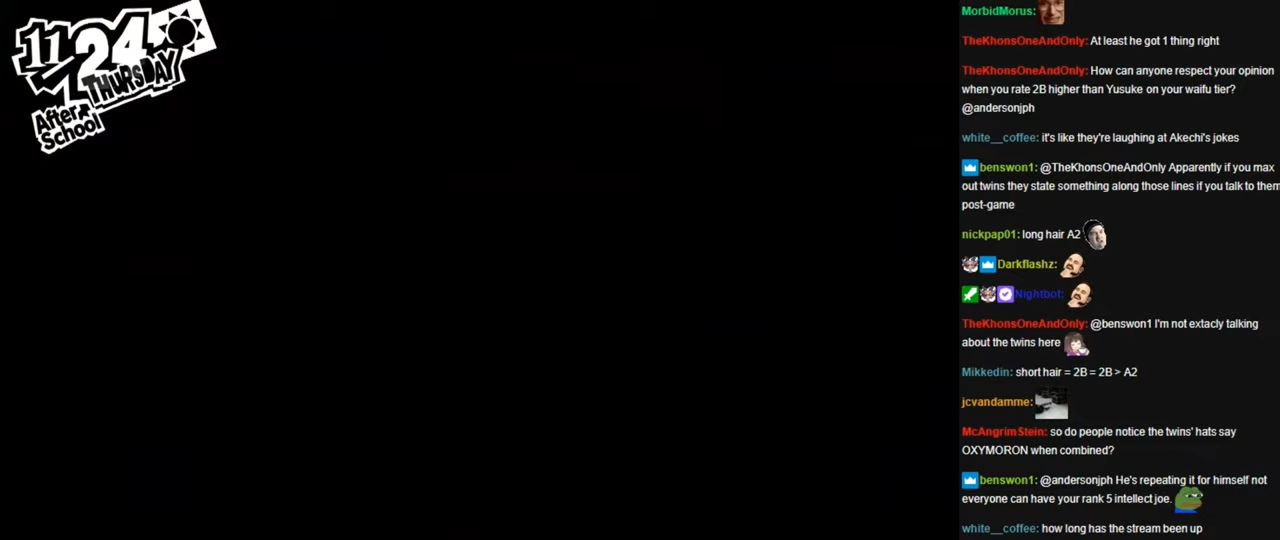 11/24
THURSDAY
After
School
MorbidMorus:
TheKhonsOneAndOnly: At least he got 1 thing right
TheKhonsOneAndOnly: How can anyone respect your opinion
when you rate 2B higher than Yusuke on your waifu tier?
@andersonjph
white__coffee: it's like they're laughing at Akechi's jokes
benswon1: @TheKhonsOneAndOnly Apparently if you max
out twins they state something along those lines if you talk to them
post-game
nickpap01: long hair A2
Darkflashz:
Nightbot:
TheKhonsOneAndOnly: @benswon1 I'm not extacly talking
about the twins here
Mikkedin: short hair = 2B = 2B > A2
jcvandamme:
McAngrimStein: so do people notice the twins' hats say
OXYMORON when combined?
benswon1: @andersonjph He's repeating it for himself not
everyone can have your rank 5 intellect joe.
white__coffee: how long has the stream been up